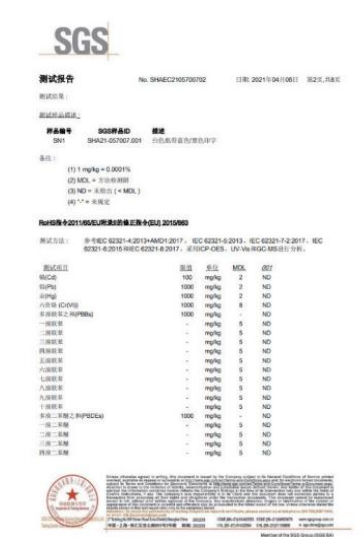 SGS
测试报告 No. SHAEC2105700702 日期: 2021年04月06日 第2页,共8页
测试结果:
测试样品描述:
样品编号 SGS样品ID 描述
SN1 SHA21-057007.001 白色纸带蓝色/黑色印字
备注:
(1) 1 mg/kg = 0.0001%
(2) MDL = 方法检测限
(3) ND = 未检出 ( < MDL )
(4) "-" = 未规定
RoHS指令2011/65/EU附录II的修正指令(EU) 2015/863
测试方法: 参考IEC 62321-4:2013+AMD1:2017, IEC 62321-5:2013, IEC 62321-7-2:2017, IEC
62321-6:2015和IEC 62321-8:2017, 采用ICP-OES、UV-Vis和GC-MS进行分析。
测试项目 限值 单位 MDL 001
镉(Cd) 100 mg/kg 2 ND
铅(Pb) 1000 mg/kg 2 ND
汞(Hg) 1000 mg/kg 2 ND
六价铬 (Cr(VI)) 1000 mg/kg 8 ND
多溴联苯之和(PBBs) 1000 mg/kg - ND
一溴联苯 - mg/kg 5 ND
二溴联苯 - mg/kg 5 ND
三溴联苯 - mg/kg 5 ND
四溴联苯 - mg/kg 5 ND
五溴联苯 - mg/kg 5 ND
六溴联苯 - mg/kg 5 ND
七溴联苯 - mg/kg 5 ND
八溴联苯 - mg/kg 5 ND
九溴联苯 - mg/kg 5 ND
十溴联苯 - mg/kg 5 ND
多溴二苯醚之和(PBDEs) 1000 mg/kg - ND
一溴二苯醚 - mg/kg 5 ND
二溴二苯醚 - mg/kg 5 ND
三溴二苯醚 - mg/kg 5 ND
四溴二苯醚 - mg/kg 5 ND
Member of the SGS Group (SGS SA)